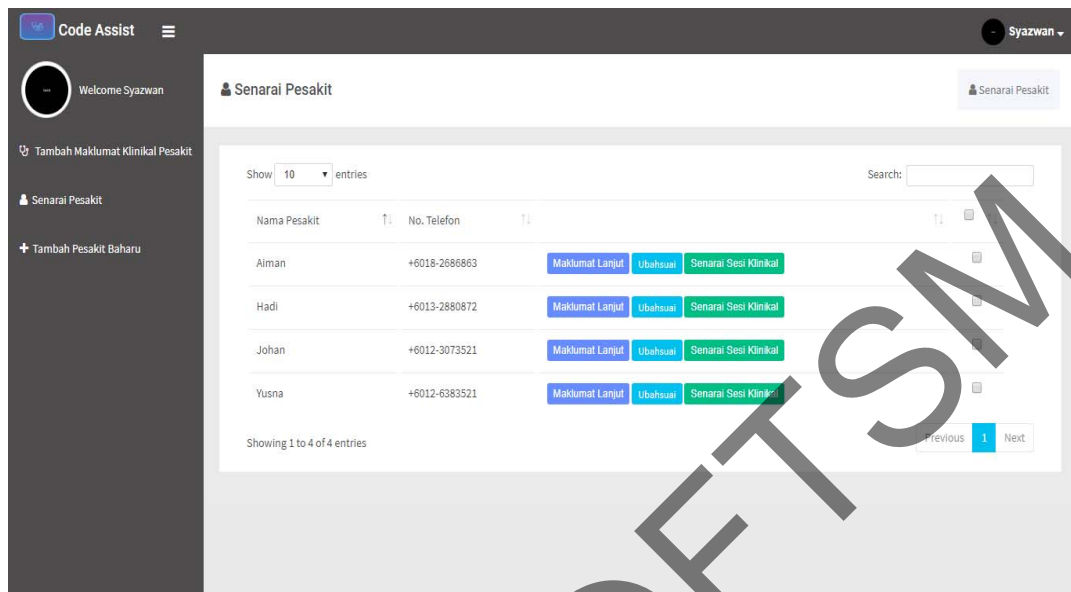 Code Assist
Syazwan
Welcome Syazwan
Senarai Pesakit
Senarai Pesakit
Tambah Maklumat Klinikal Pesakit
Senarai Pesakit
Tambah Pesakit Baharu
Show 10 entries
Search:
Nama Pesakit No. Telefon
Aiman +6018-2686863 Maklumat Lanjut Ubahsuai Senarai Sesi Klinikal
Hadi +6013-2880872 Maklumat Lanjut Ubahsuai Senarai Sesi Klinikal
Johan +6012-3073521 Maklumat Lanjut Ubahsuai Senarai Sesi Klinikal
Yusna +6012-6383521 Maklumat Lanjut Ubahsuai Senarai Sesi Klinikal
Showing 1 to 4 of 4 entries
Previous 1 Next
FTSM